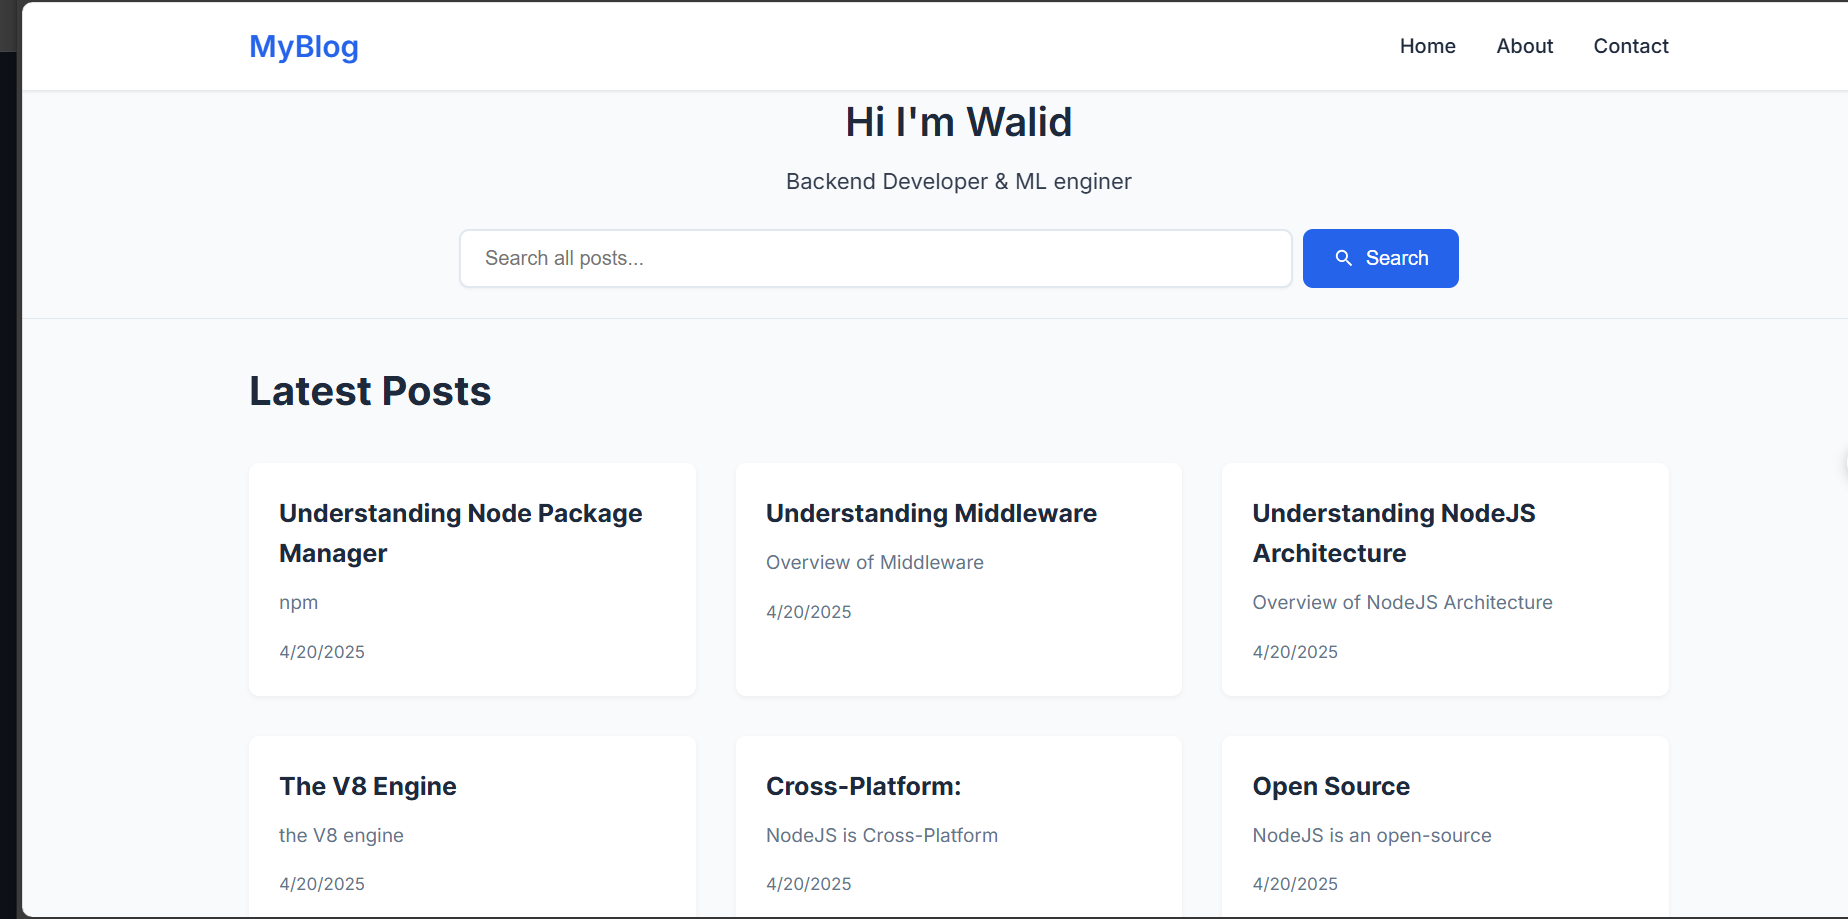 MyBlog
Home About Contact
Hi I'm Walid
Backend Developer & ML enginer
Search all posts...
Search
Latest Posts
Understanding Node Package
Manager
npm
4/20/2025
Understanding Middleware
Overview of Middleware
4/20/2025
Understanding NodeJS
Architecture
Overview of NodeJS Architecture
4/20/2025
The V8 Engine
the V8 engine
4/20/2025
Cross-Platform:
NodeJS is Cross-Platform
4/20/2025
Open Source
NodeJS is an open-source
4/20/2025